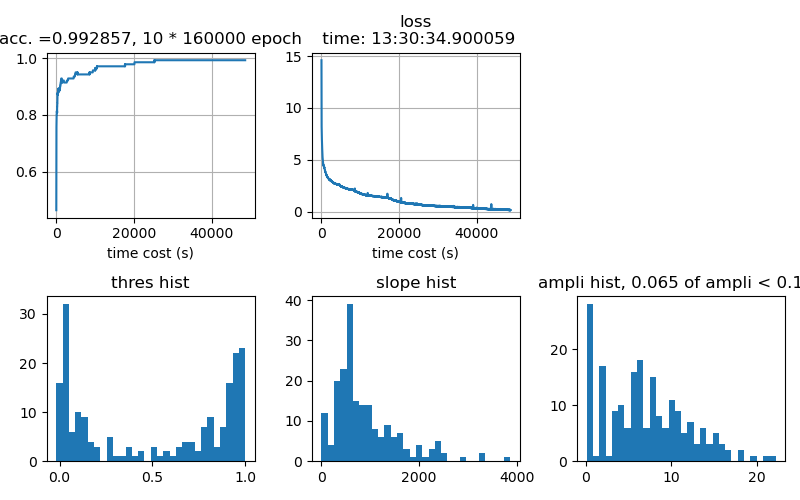 acc. =0.992857, 10 * 160000 epoch
loss
time: 13:30:34.900059
1.0
0.8
0.6
0 20000 40000
time cost (s)
15
10
5
0
0 20000 40000
time cost (s)
thres hist
30
20
10
0
0.0 0.5 1.0
slope hist
40
30
20
10
0
0 2000 4000
ampli hist, 0.065 of ampli < 0.1
20
10
0
0 10 20